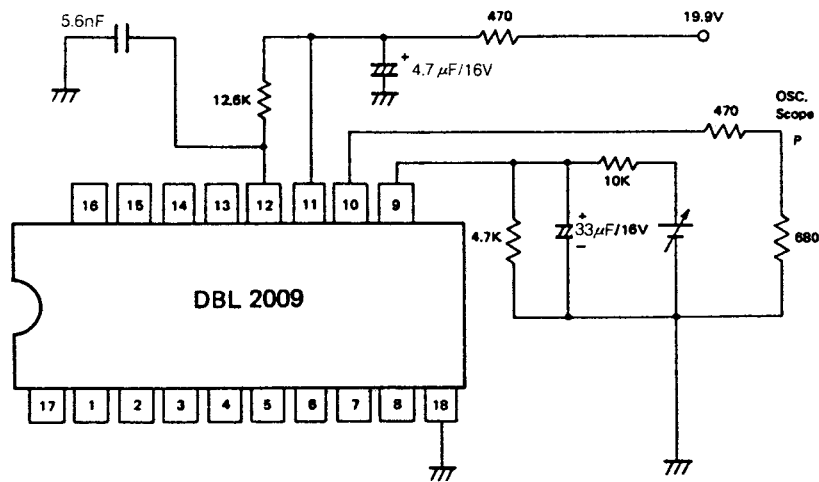 5.6nF
470
19.9V
+
4.7 μF/16V
12.6K
470
OSC.
Scope
P
10K
16 15 14 13 12 11 10 9
4.7K
+
33μF/16V
−
680
DBL 2009
17 1 2 3 4 5 6 7 8 18